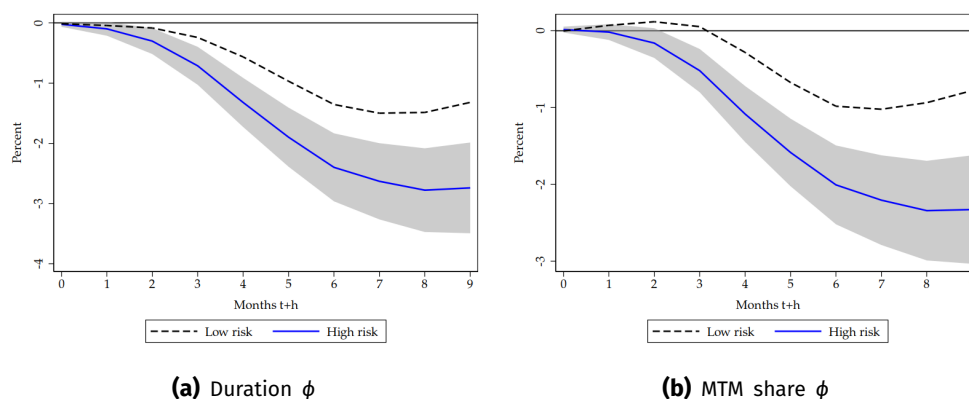 0
-1
-2
-3
-4
Percent
0 1 2 3 4 5 6 7 8 9
Months t+h
Low risk High risk
(a) Duration ϕ
0
-1
-2
-3
Percent
0 1 2 3 4 5 6 7 8
Months t+h
Low risk High risk
(b) MTM share ϕ